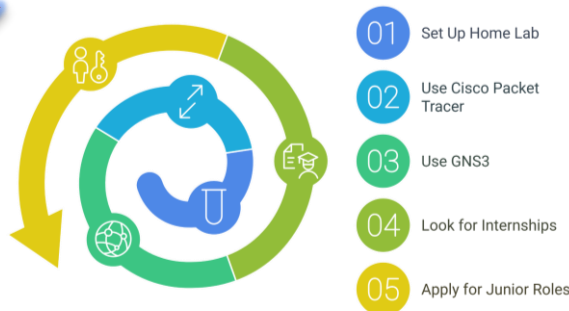 01 Set Up Home Lab
02 Use Cisco Packet
Tracer
03 Use GNS3
04 Look for Internships
05 Apply for Junior Roles